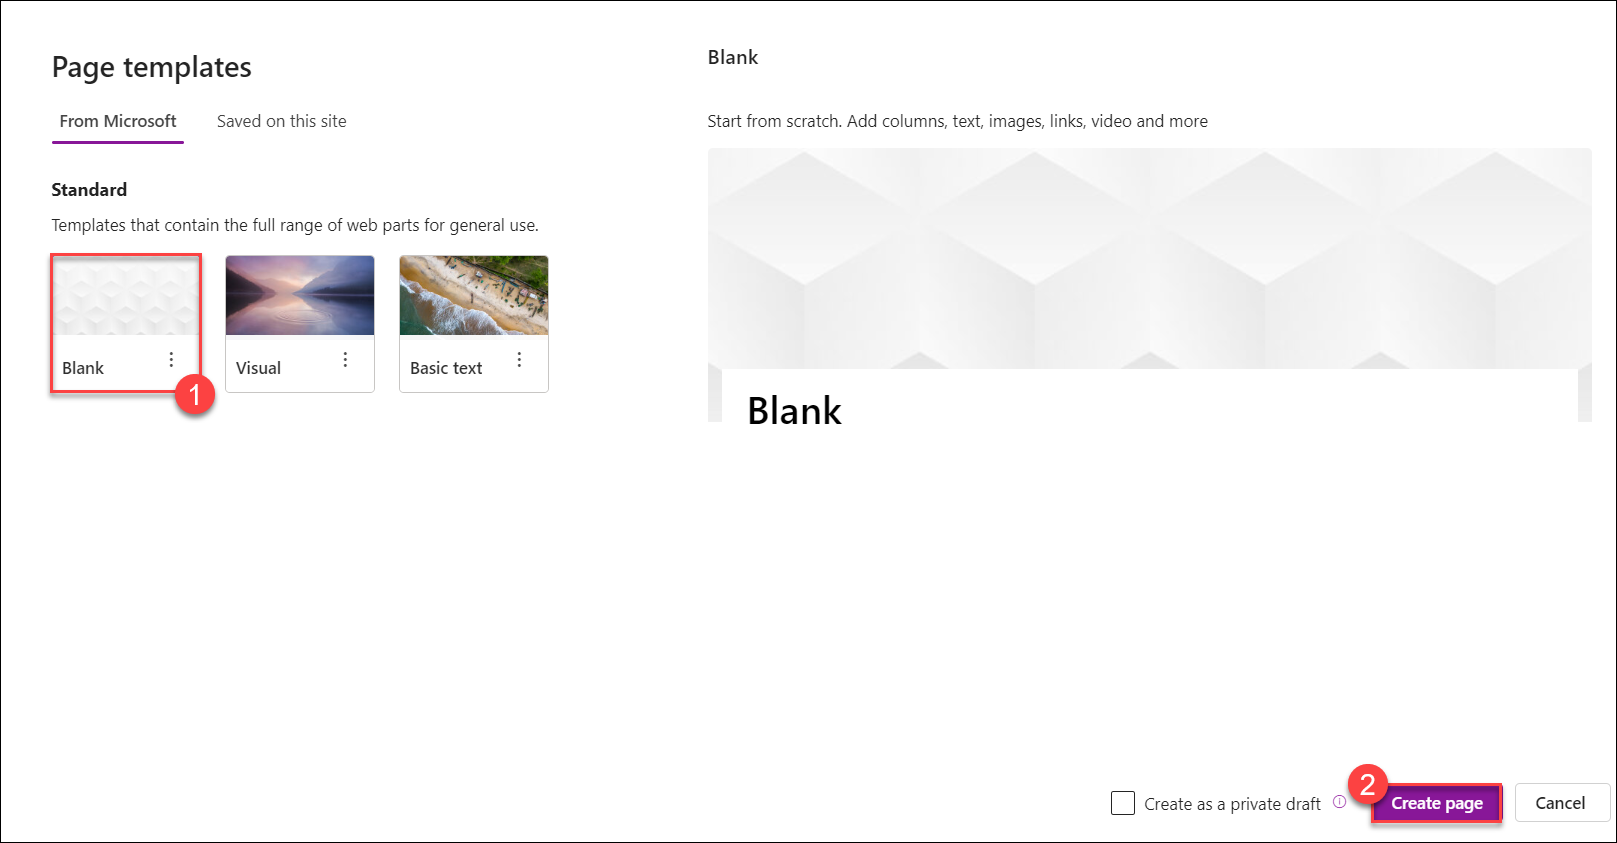 Page templates
From Microsoft
Saved on this site
Standard
Templates that contain the full range of web parts for general use.
Blank
1
Visual
Basic text
Blank
Start from scratch. Add columns, text, images, links, video and more
Blank
Create as a private draft
2
Create page
Cancel